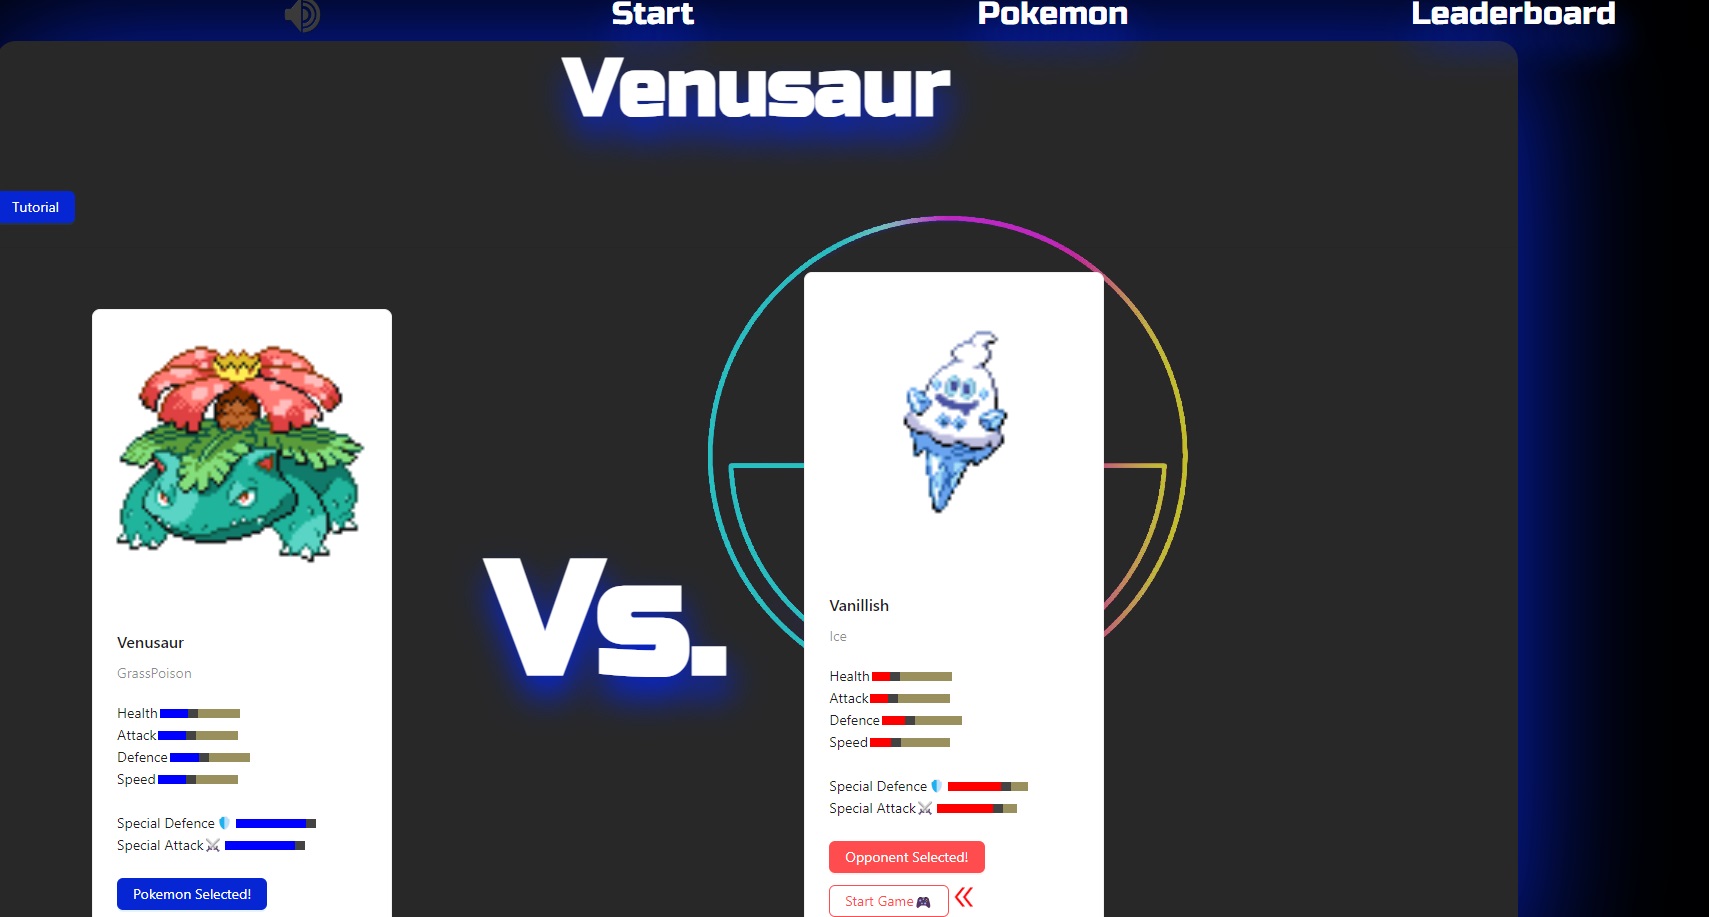 Start Pokemon Leaderboard
Venusaur
Tutorial
Venusaur
GrassPoison
Health
Attack
Defence
Speed
Special Defence
Special Attack
Pokemon Selected!
Vs.
Vanillish
Ice
Health
Attack
Defence
Speed
Special Defence
Special Attack
Opponent Selected!
Start Game